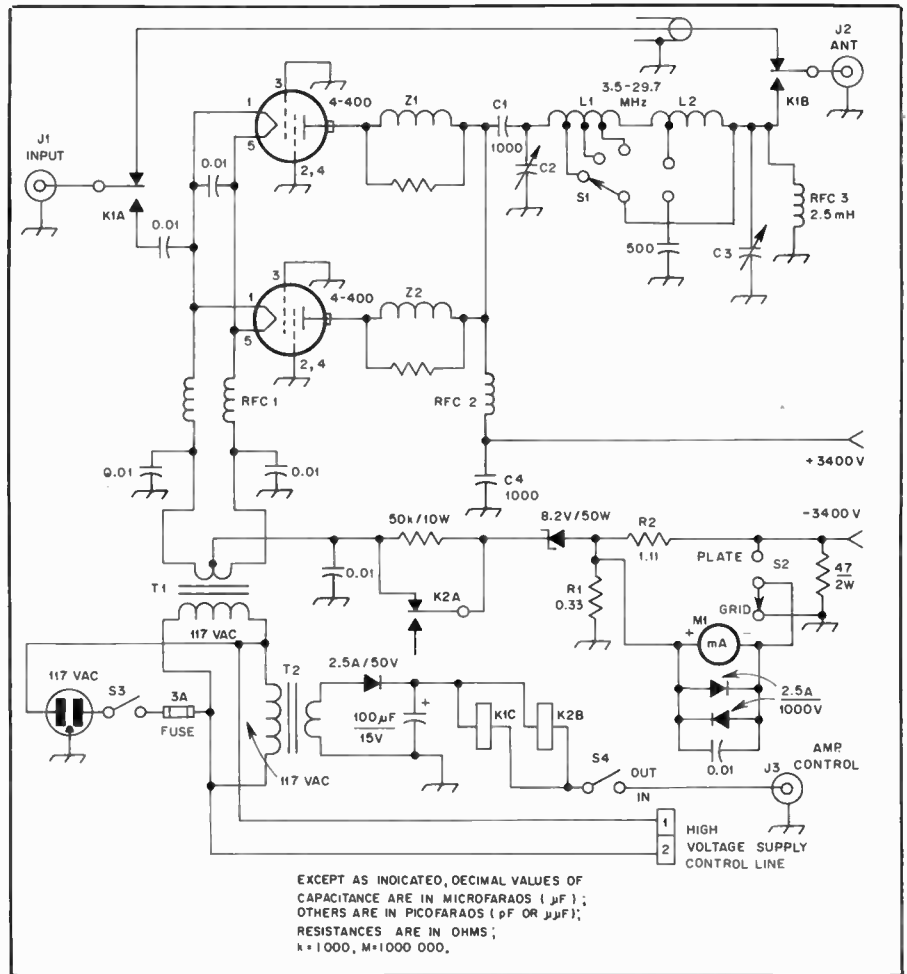 J1
INPUT
K1A
0.01
0.01
3
1
5
4-400
2, 4
Z1
C1
1000
3.5-29.7
MHz
L1
L2
J2
ANT
K1B
C2
S1
500
C3
RFC 3
2.5mH
3
1
5
4-400
2, 4
Z2
RFC 1
RFC 2
0.01
0.01
C4
1000
+3400V
-3400V
50k/10W
8.2V/50W
R2
1.11
PLATE
S2
47
2W
GRID
0.01
K2A
R1
0.33
M1
+
-
mA
T1
117 VAC
117 VAC
S3
3A
FUSE
T2
117 VAC
2.5A/50V
100µF
15V
+
K1C
K2B
2.5A
1000V
0.01
S4
OUT
IN
J3
AMP.
CONTROL
1
2
HIGH
VOLTAGE SUPPLY
CONTROL LINE
EXCEPT AS INDICATED, DECIMAL VALUES OF
CAPACITANCE ARE IN MICROFARAOS ( µF ) ;
OTHERS ARE IN PICOFARAOS ( pF OR µµF);
RESISTANCES ARE IN OHMS ;
k = 1000, M=1000 000.